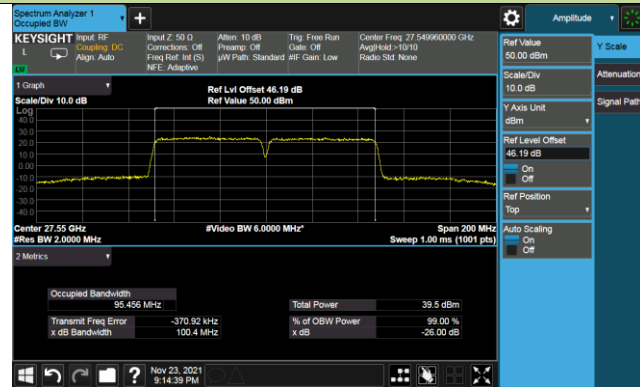 Spectrum Analyzer 1
Occupied BW
Amplitude
KEYSIGHT
L
Input: RF
Coupling: DC
Align: Auto
Input Z: 50 Ω
Corrections: Off
Freq Ref: Int (S)
NFE: Adaptive
Atten: 10 dB
Preamp: Off
µW Path: Standard
Trig: Free Run
Gate: Off
#IF Gain: Low
Center Freq: 27.549960000 GHz
Avg|Hold:>10/10
Radio Std: None
1 Graph
Scale/Div 10.0 dB
Ref Lvl Offset 46.19 dB
Ref Value 50.00 dBm
Log
40.0
30.0
20.0
10.0
0.00
-10.0
-20.0
-30.0
-40.0
Center 27.55 GHz
#Res BW 2.0000 MHz
#Video BW 6.0000 MHz*
Span 200 MHz
Sweep 1.00 ms (1001 pts)
2 Metrics
Occupied Bandwidth
95.456 MHz
Total Power 39.5 dBm
Transmit Freq Error -370.92 kHz
% of OBW Power 99.00 %
x dB Bandwidth 100.4 MHz
x dB -26.00 dB
Nov 23, 2021
9:14:39 PM
Ref Value
50.00 dBm
Scale/Div
10.0 dB
Y Axis Unit
dBm
Ref Level Offset
46.19 dB
On
Off
Ref Position
Top
Auto Scaling
On
Off
Y Scale
Attenuation
Signal Path